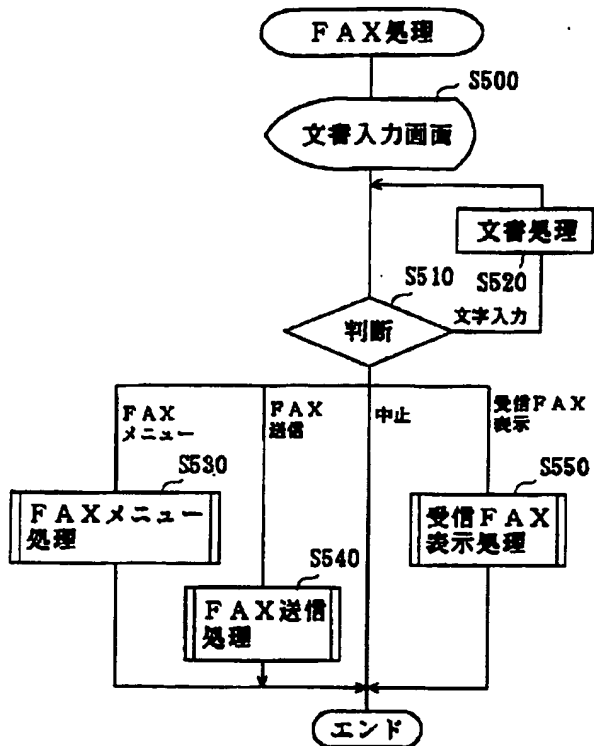 ＦＡＸ処理
S500
文書入力画面
文書処理
S520
S510
判断
文字入力
ＦＡＸ
メニュー
ＦＡＸ
送信
中止
受信ＦＡＸ
表示
S530
ＦＡＸメニュー
処理
S540
ＦＡＸ送信
処理
S550
受信ＦＡＸ
表示処理
エンド